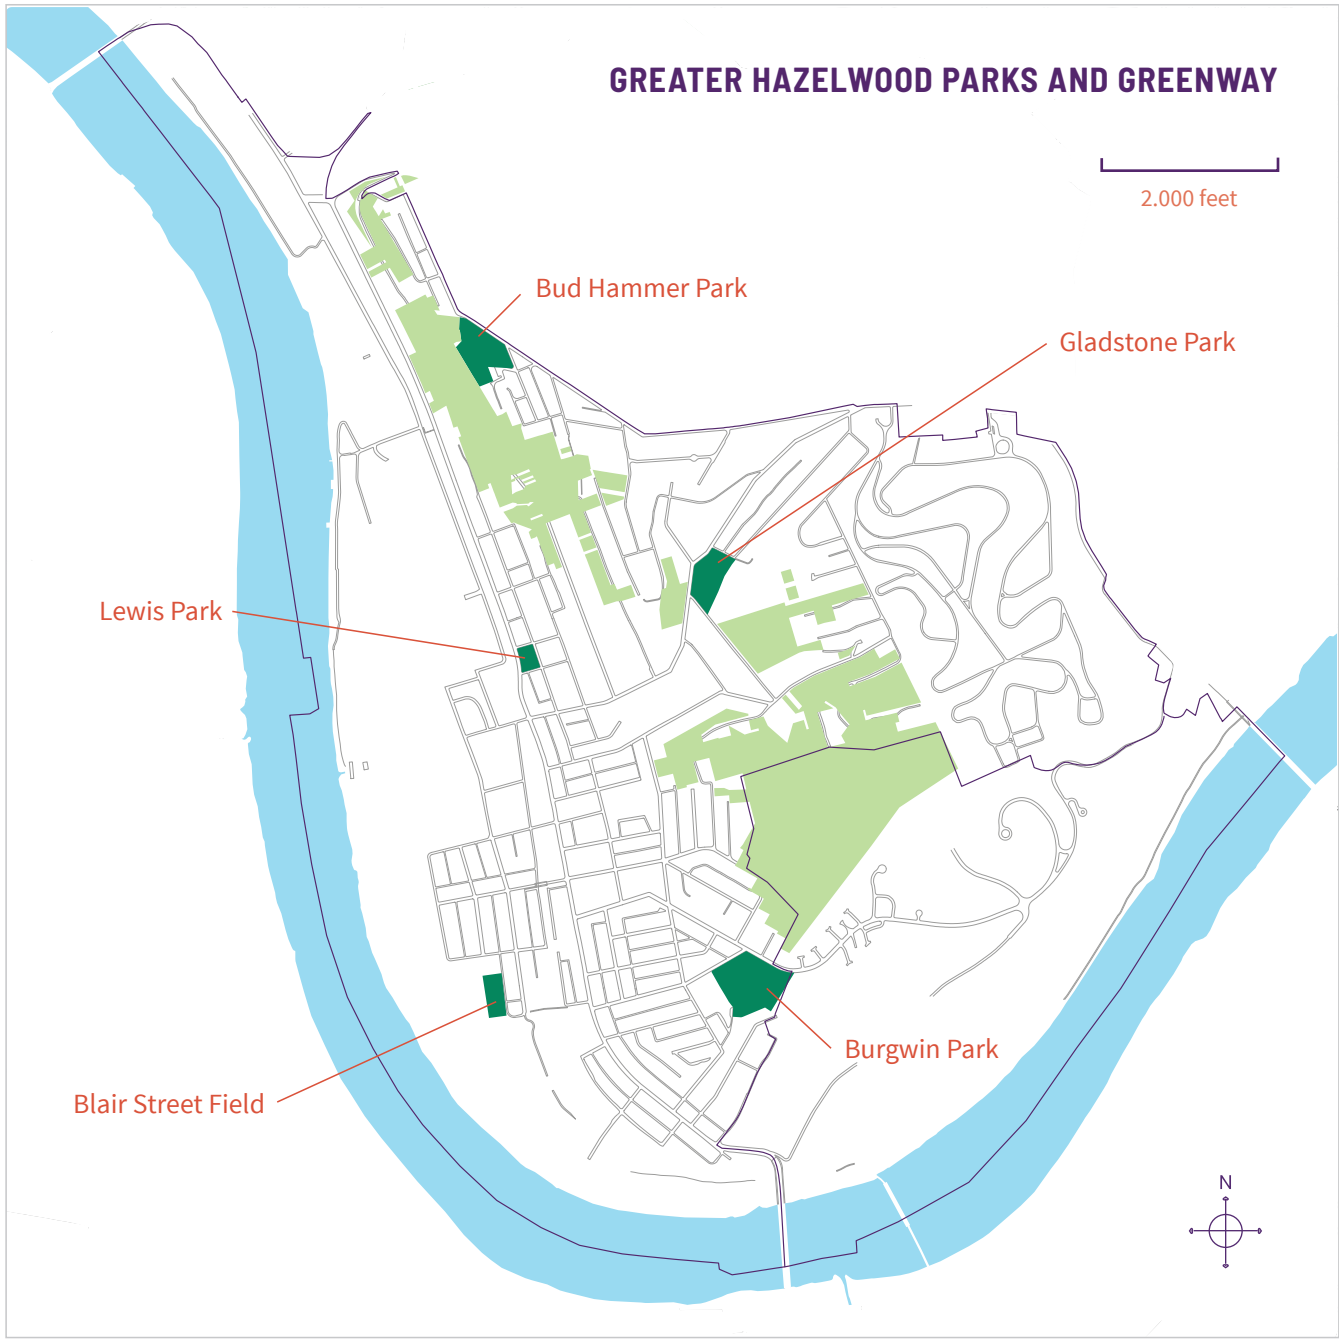 GREATER HAZELWOOD PARKS AND GREENWAY
2.000 feet
Bud Hammer Park
Gladstone Park
Lewis Park
Burgwin Park
Blair Street Field
N